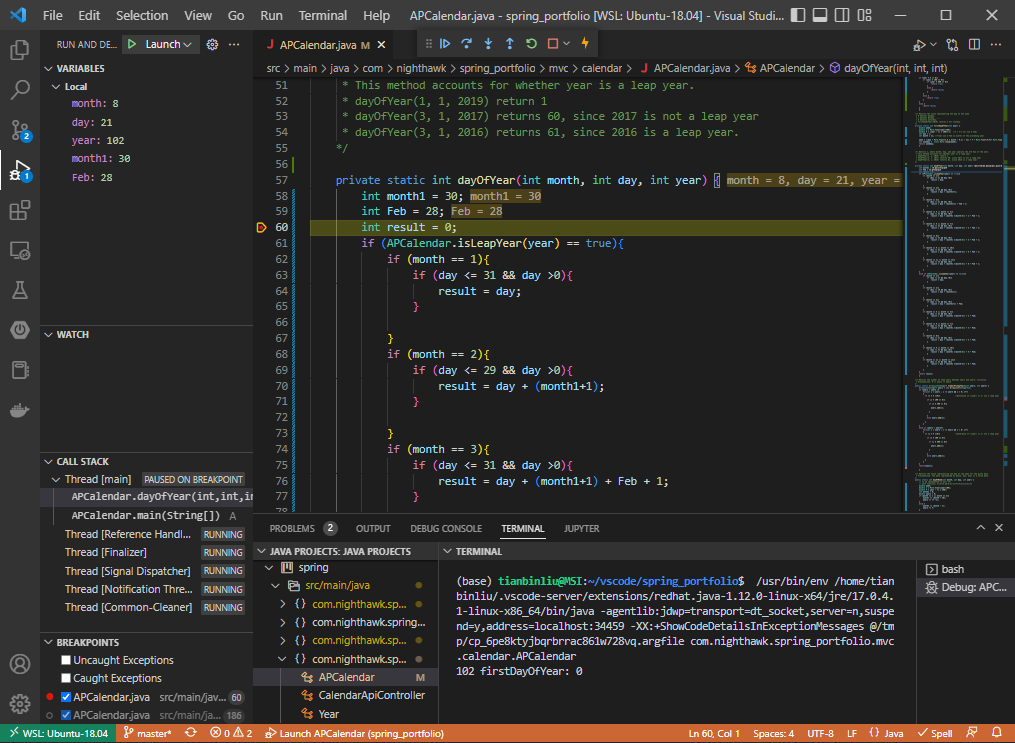 File Edit Selection View Go Run Terminal Help APCalendar.java - spring_portfolio [WSL: Ubuntu-18.04] - Visual Studi...
RUN AND DE... Launch
VARIABLES
Local
month: 8
day: 21
year: 102
month1: 30
Feb: 28
WATCH
CALL STACK
Thread [main] PAUSED ON BREAKPOINT
APCalendar.dayOfYear(int,int,in
APCalendar.main(String[]) A
Thread [Reference Handl... RUNNING
Thread [Finalizer] RUNNING
Thread [Signal Dispatcher] RUNNING
Thread [Notification Thre... RUNNING
Thread [Common-Cleaner] RUNNING
BREAKPOINTS
Uncaught Exceptions
Caught Exceptions
APCalendar.java src/main/jav... 60
APCalendar.java src/main/jav... 186
2
1
J APCalendar.java M
src > main > java > com > nighthawk > spring_portfolio > mvc > calendar > J APCalendar.java > APCalendar > dayOfYear(int, int, int)
51 * This method accounts for whether year is a leap year.
52 * dayOfYear(1, 1, 2019) return 1
53 * dayOfYear(3, 1, 2017) returns 60, since 2017 is not a leap year
54 * dayOfYear(3, 1, 2016) returns 61, since 2016 is a leap year.
55 */
56
57 private static int dayOfYear(int month, int day, int year) { month = 8, day = 21, year =
58 int month1 = 30; month1 = 30
59 int Feb = 28; Feb = 28
60 int result = 0;
61 if (APCalendar.isLeapYear(year) == true){
62 if (month == 1){
63 if (day <= 31 && day >0){
64 result = day;
65 }
66
67 }
68 if (month == 2){
69 if (day <= 29 && day >0){
70 result = day + (month1+1);
71 }
72
73 }
74 if (month == 3){
75 if (day <= 31 && day >0){
76 result = day + (month1+1) + Feb + 1;
77 }
78
PROBLEMS 2 OUTPUT DEBUG CONSOLE TERMINAL JUPYTER
JAVA PROJECTS: JAVA PROJECTS
spring
src/main/java
{} com.nighthawk.sp...
{} com.nighthawk.spring...
{} com.nighthawk.sp...
{} com.nighthawk.sp...
APCalendar M
CalendarApiController
Year
TERMINAL
(base) tianbinliu@MSI:~/vscode/spring_portfolio$ /usr/bin/env /home/tian
binliu/.vscode-server/extensions/redhat.java-1.12.0-linux-x64/jre/17.0.4.
1-linux-x86_64/bin/java -agentlib:jdwp=transport=dt_socket,server=n,suspe
nd=y,address=localhost:34459 -XX:+ShowCodeDetailsInExceptionMessages @/tm
p/cp_6pe8ktyjbqrbrrac861w728vq.argfile com.nighthawk.spring_portfolio.mvc
.calendar.APCalendar
102 firstDayOfYear: 0
bash
Debug: APC...
WSL: Ubuntu-18.04 master* 0 2 Launch APCalendar (spring_portfolio) Ln 60, Col 1 Spaces: 4 UTF-8 LF {} Java Spell